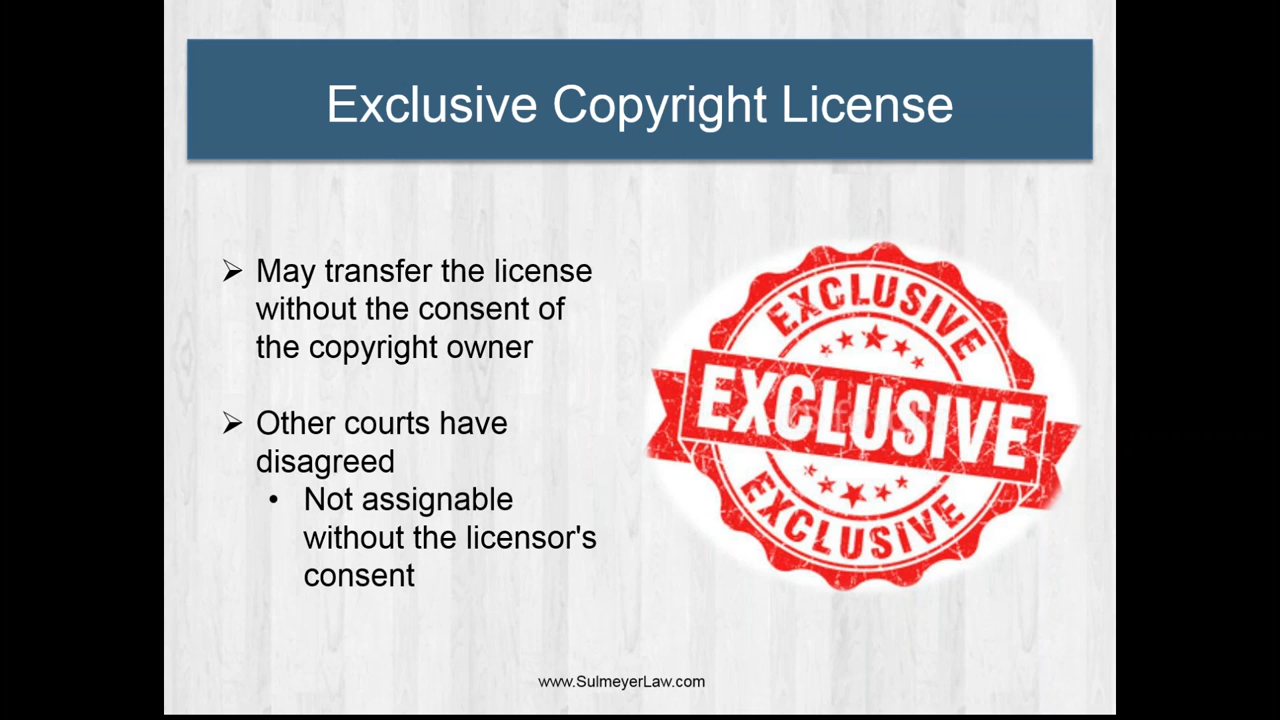 Exclusive Copyright License
➢ May transfer the license
without the consent of
the copyright owner
➢ Other courts have
disagreed
• Not assignable
without the licensor's
consent
EXCLUSIVE
EXCLUSIVE
EXCLUSIVE
www.SulmeyerLaw.com